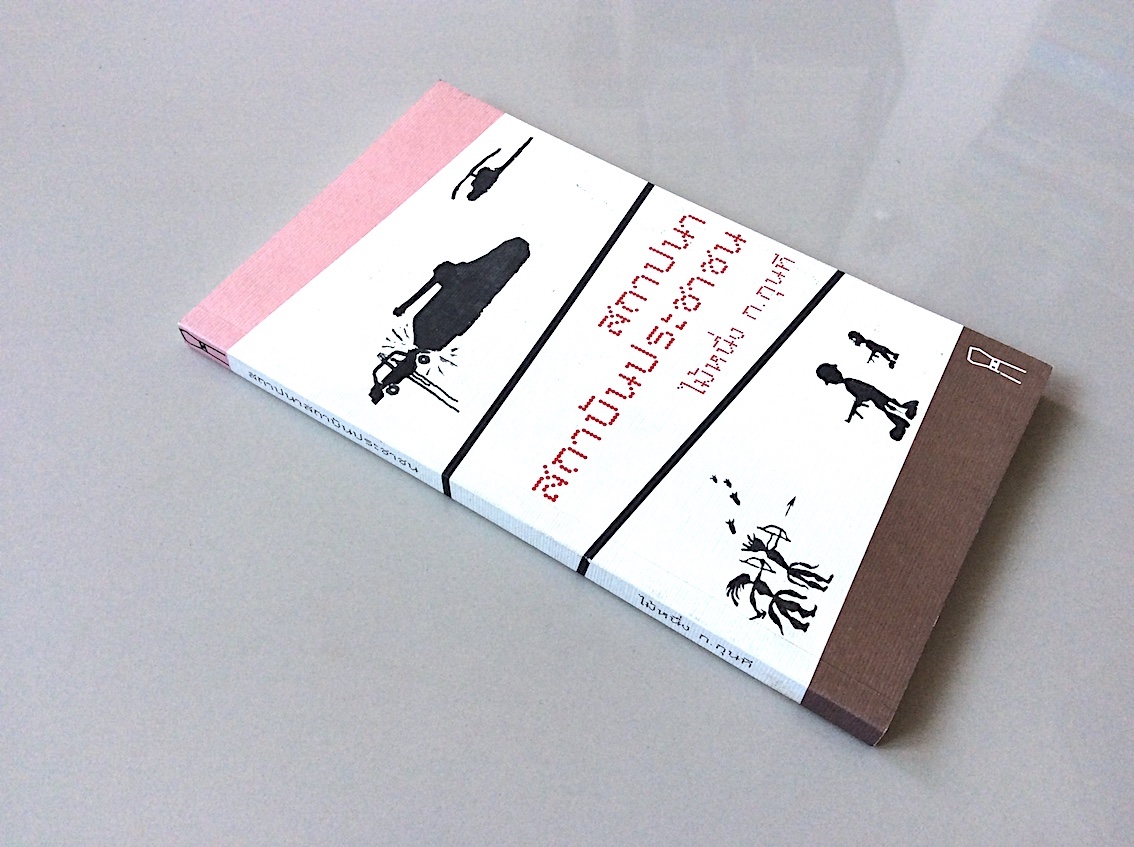 สถาปนา
สถาบันประชาชน
ไม้หนึ่ง ก.กุนที
สถาปนาสถาบันประชาชน
ไม้หนึ่ง ก.กุนที